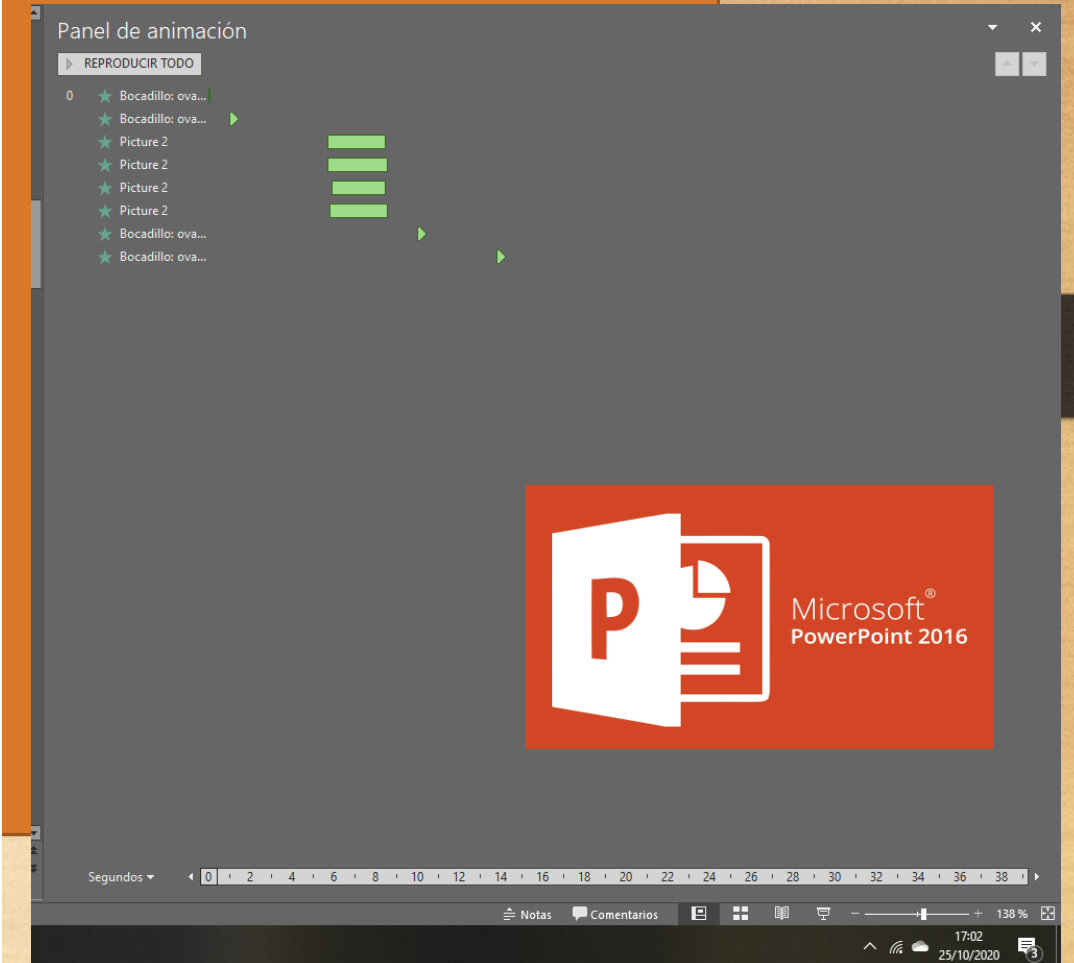 Panel de animación
REPRODUCIR TODO
0 Bocadillo: ova...
Bocadillo: ova...
Picture 2
Picture 2
Picture 2
Picture 2
Bocadillo: ova...
Bocadillo: ova...
P
Microsoft®
PowerPoint 2016
Segundos 0 2 4 6 8 10 12 14 16 18 20 22 24 26 28 30 32 34 36 38
Notas Comentarios 138 %
17:02
25/10/2020 3